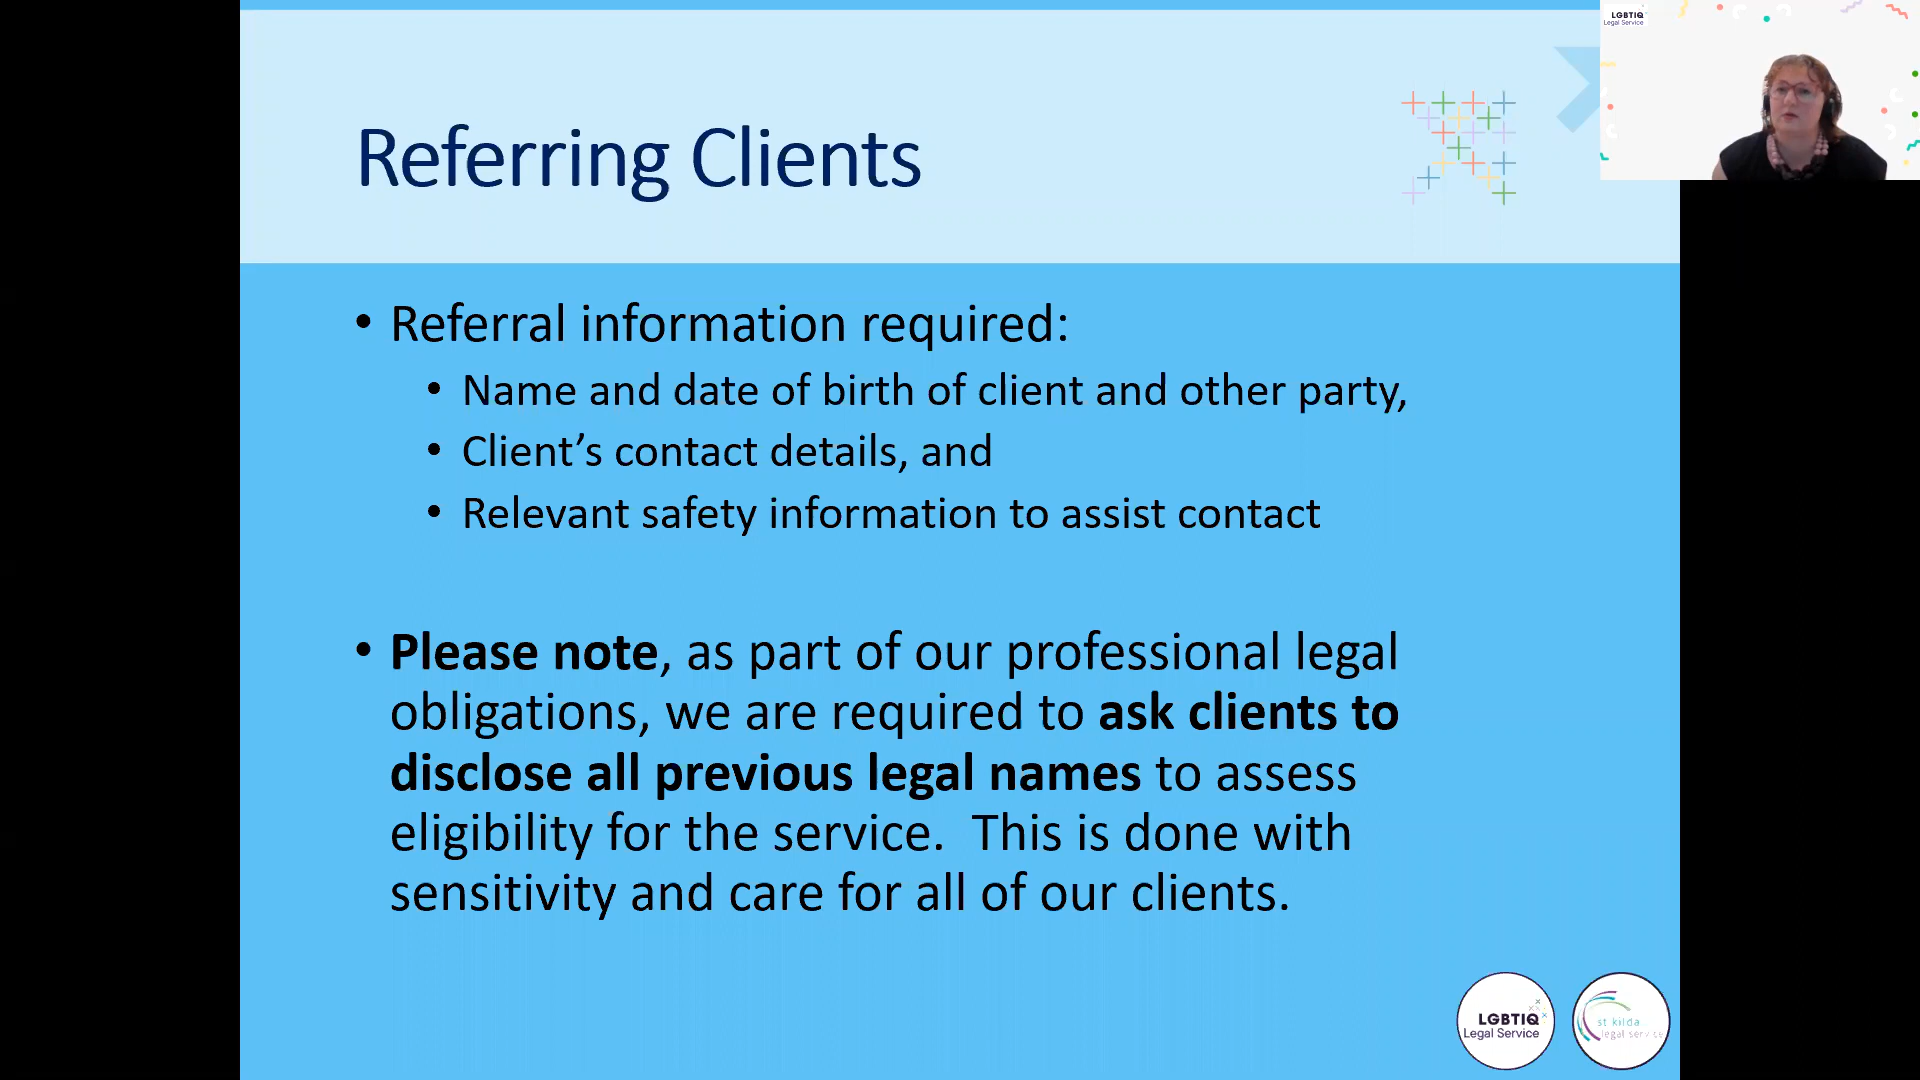 LGBTIQ
Legal Service
Referring Clients
• Referral information required:
• Name and date of birth of client and other party,
• Client’s contact details, and
• Relevant safety information to assist contact
• Please note, as part of our professional legal
obligations, we are required to ask clients to
disclose all previous legal names to assess
eligibility for the service.  This is done with
sensitivity and care for all of our clients.
LGBTIQ
Legal Service
st kilda
legal service